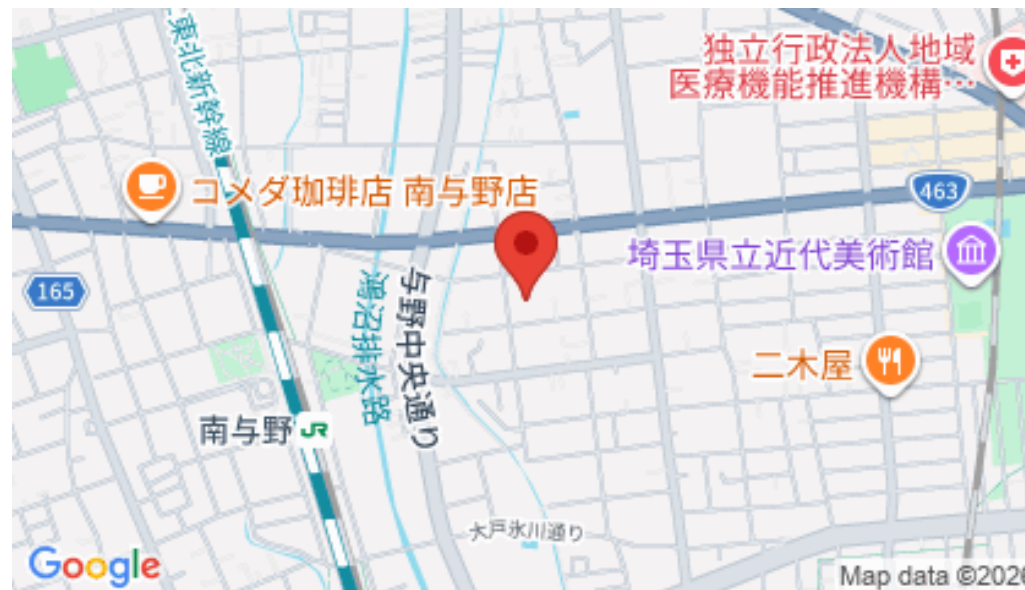 東北新幹線
独立行政法人地域
医療機能推進機構…
コメダ珈琲店 南与野店
463
埼玉県立近代美術館
165
鴻沼排水路
与野中央通り
二木屋
南与野
JR
大戸氷川通り
Google
Map data ©2026